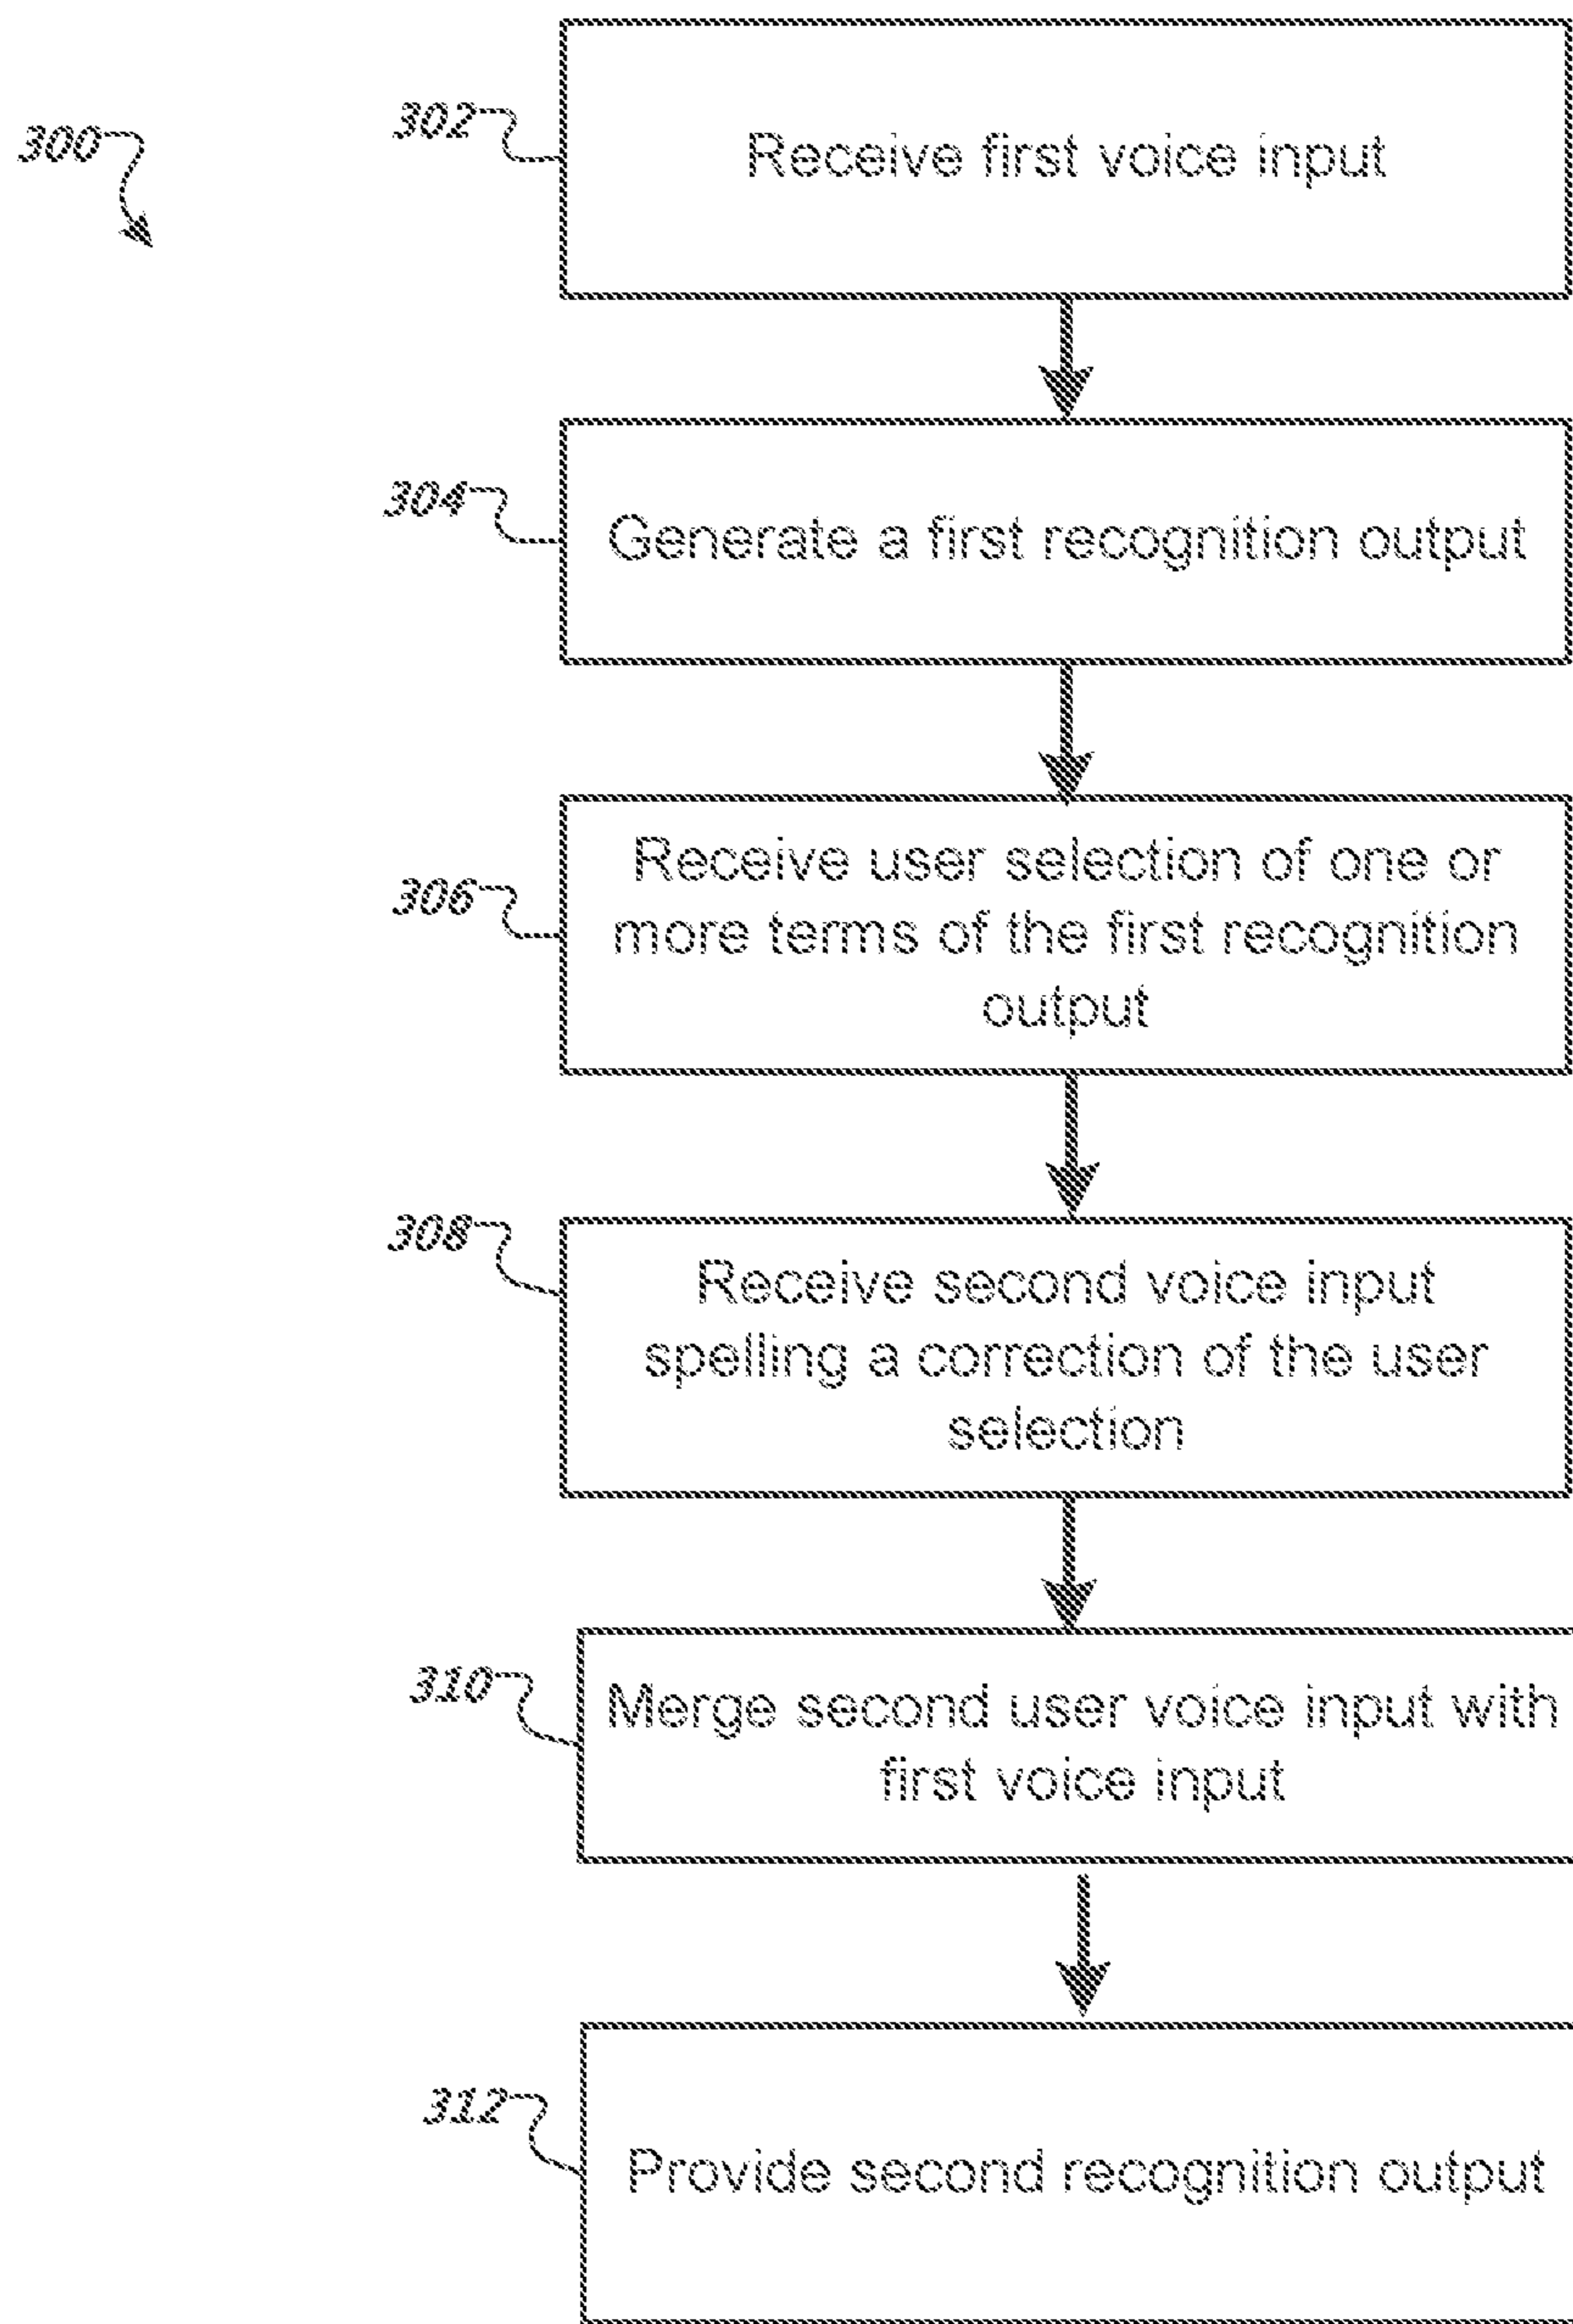 300
302
Receive first voice input
304
Generate a first recognition output
306
Receive user selection of one or
more terms of the first recognition
output
308
Receive second voice input
spelling a correction of the user
selection
310
Merge second user voice input with
first voice input
312
Provide second recognition output